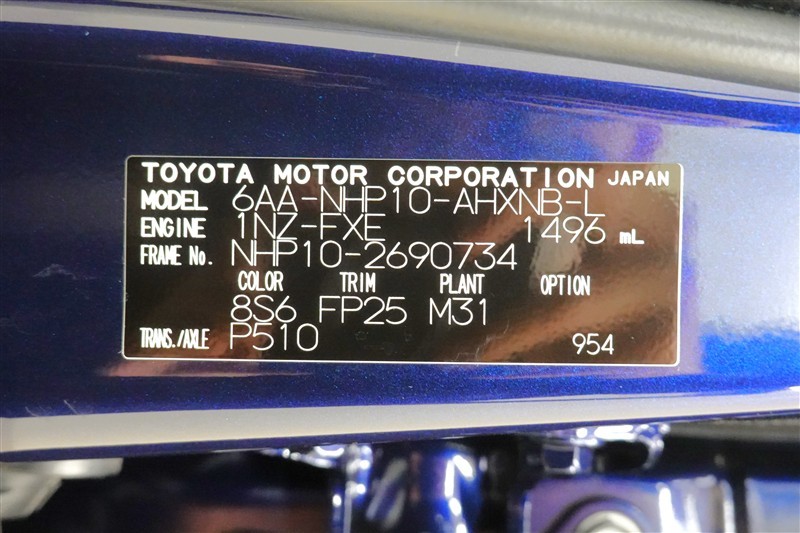 TOYOTA MOTOR CORPORATION JAPAN
MODEL 6AA-NHP10-AHXNB-L
ENGINE 1NZ-FXE 1496 mL
FRAME No. NHP10-2690734
COLOR TRIM PLANT OPTION
8S6 FP25 M31
TRANS./AXLE P510 954